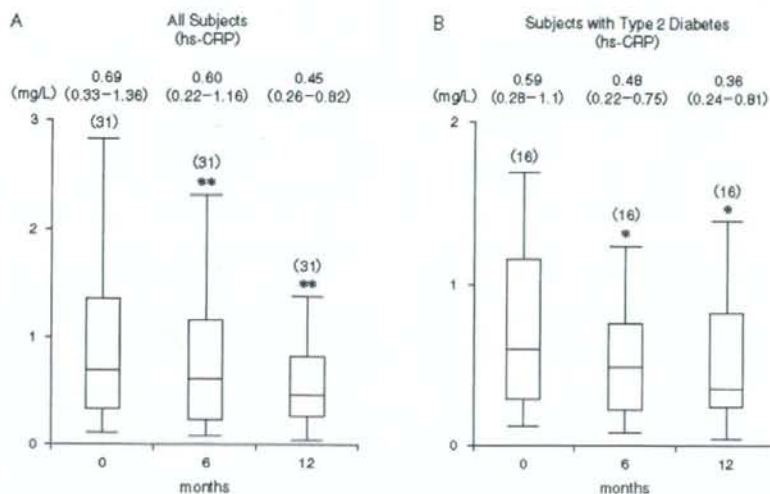 A
All Subjects
(hs-CRP)
0.69 0.60 0.45
(mg/L) (0.33-1.36) (0.22-1.16) (0.26-0.82)
3
(31)
(31)
**
2
(31)
**
1
0
0 6 12
months
B
Subjects with Type 2 Diabetes
(hs-CRP)
0.59 0.48 0.36
(mg/L) (0.28-1.1) (0.22-0.75) (0.24-0.81)
2
(16)
(16)
*
(16)
*
1
0
0 6 12
months